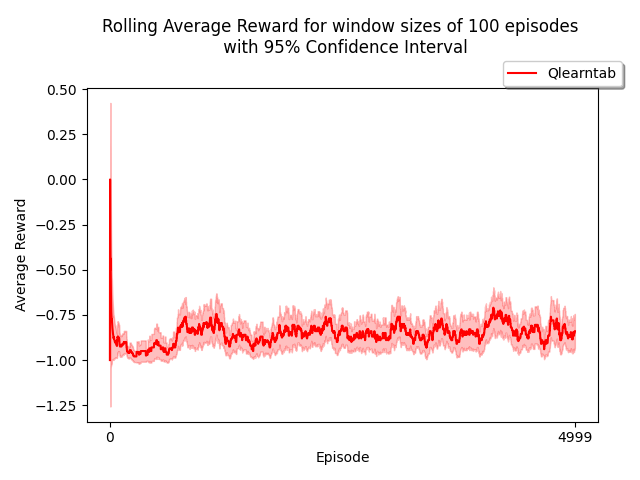 Rolling Average Reward for window sizes of 100 episodes
with 95% Confidence Interval
Qlearntab
0.50
0.25
0.00
−0.25
−0.50
−0.75
−1.00
−1.25
Average Reward
0
4999
Episode